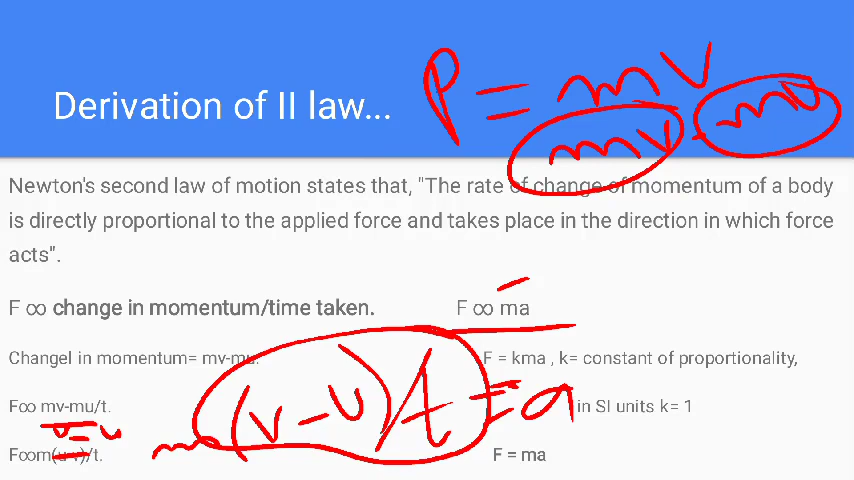 P = mv
Derivation of II law...
mv - mu
Newton's second law of motion states that, "The rate of change of momentum of a body
is directly proportional to the applied force and takes place in the direction in which force
acts".
F ∞ change in momentum/time taken.
F ∞ ma
Changel in momentum= mv-mu.
F = kma , k= constant of proportionality,
F∞ mv-mu/t.
in SI units k= 1
m(v-u)/t = a
v-u
F∞m(u-v)/t.
F = ma